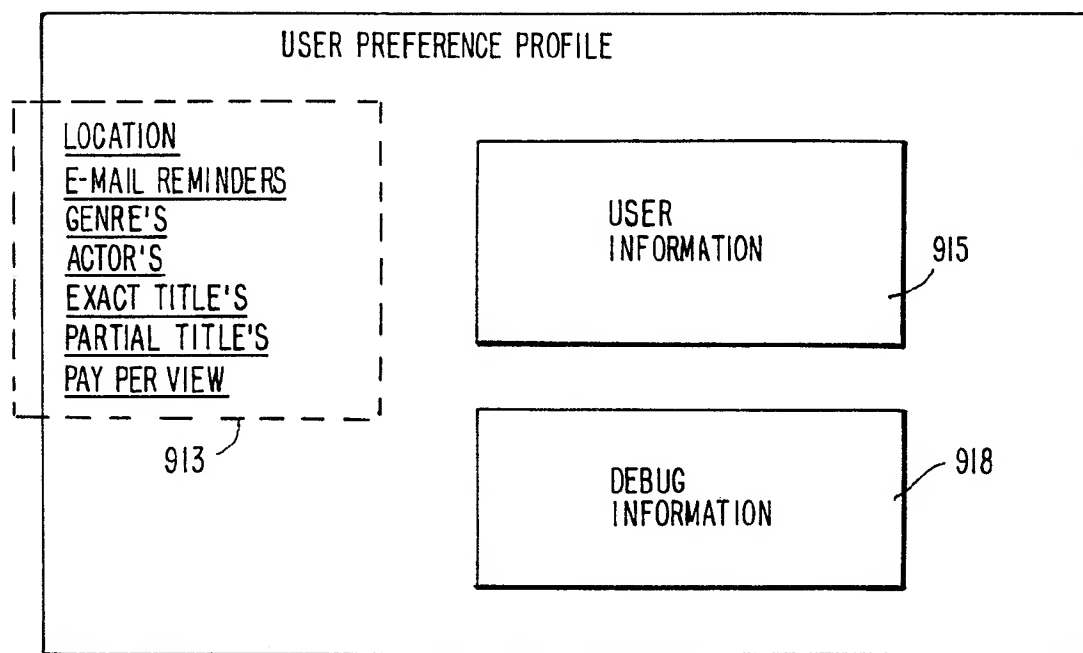 USER PREFERENCE PROFILE
LOCATION
E-MAIL REMINDERS
GENRE'S
ACTOR'S
EXACT TITLE'S
PARTIAL TITLE'S
PAY PER VIEW
913
USER
INFORMATION
915
DEBUG
INFORMATION
918